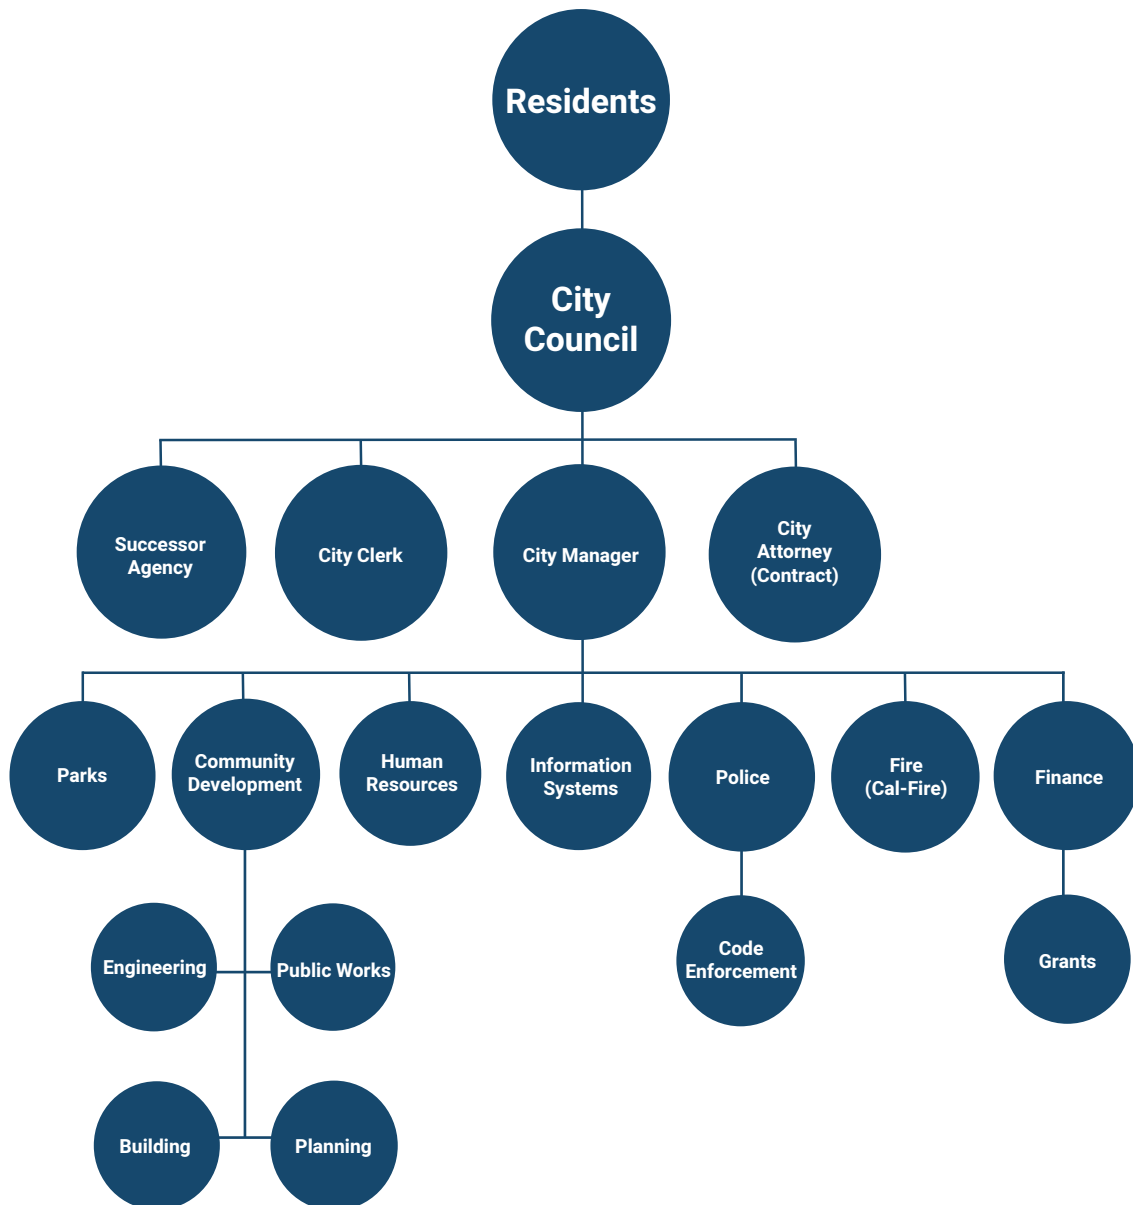 Residents
City
Council
Successor
Agency
City Clerk
City Manager
City
Attorney
(Contract)
Parks
Community
Development
Human
Resources
Information
Systems
Police
Fire
(Cal-Fire)
Finance
Engineering
Public Works
Code
Enforcement
Grants
Building
Planning